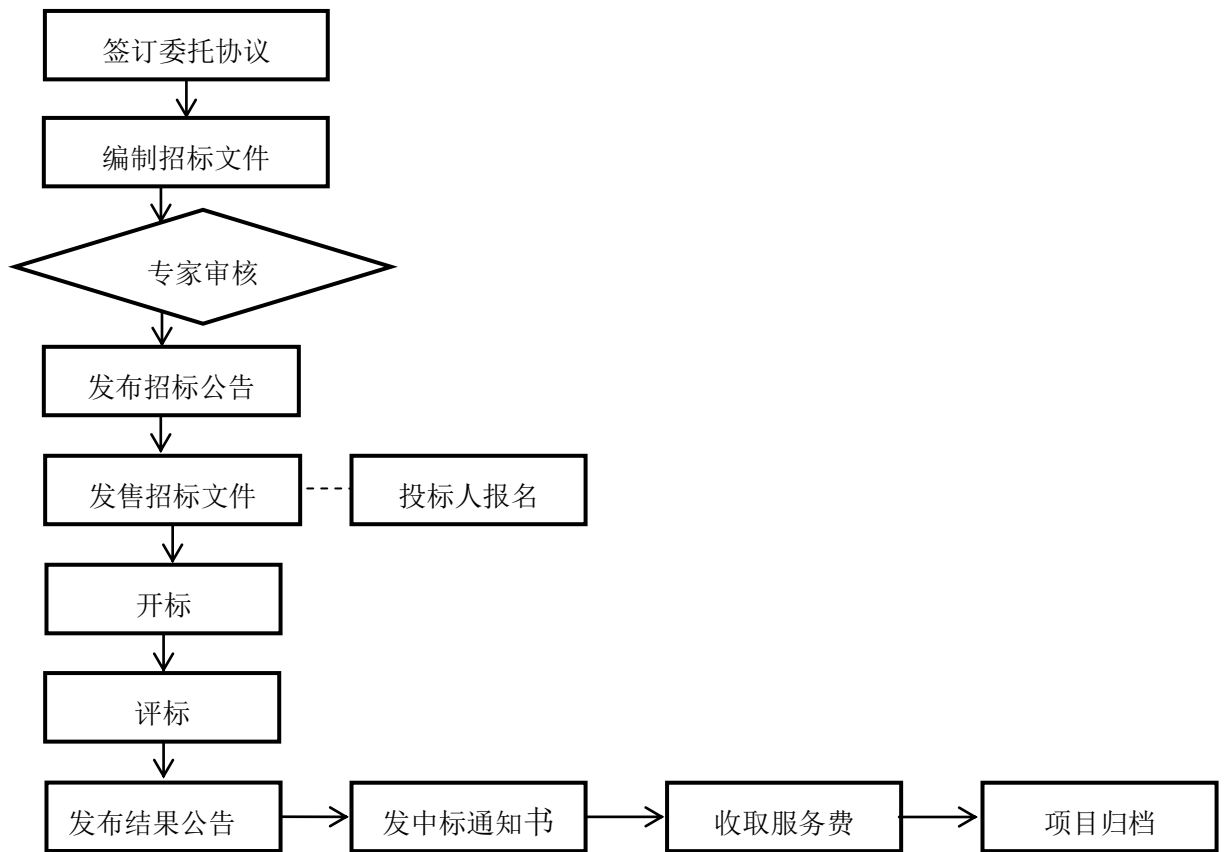 签订委托协议
编制招标文件
专家审核
发布招标公告
发售招标文件
投标人报名
开标
评标
发布结果公告
发中标通知书
收取服务费
项目归档